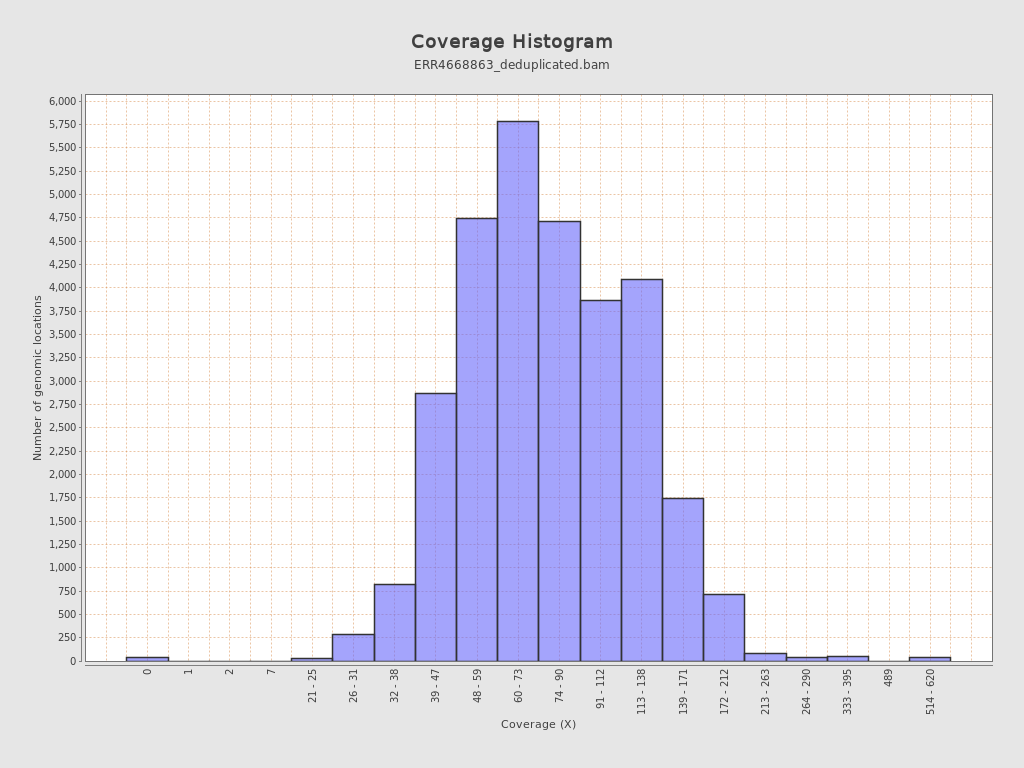 Coverage Histogram
ERR4668863_deduplicated.bam
6,000
5,750
5,500
5,250
5,000
4,750
4,500
4,250
4,000
3,750
3,500
3,250
3,000
2,750
2,500
2,250
2,000
1,750
1,500
1,250
1,000
750
500
250
0
Number of genomic locations
0
1
2
7
21 - 25
26 - 31
32 - 38
39 - 47
48 - 59
60 - 73
74 - 90
91 - 112
113 - 138
139 - 171
172 - 212
213 - 263
264 - 290
333 - 395
489
514 - 620
Coverage (X)